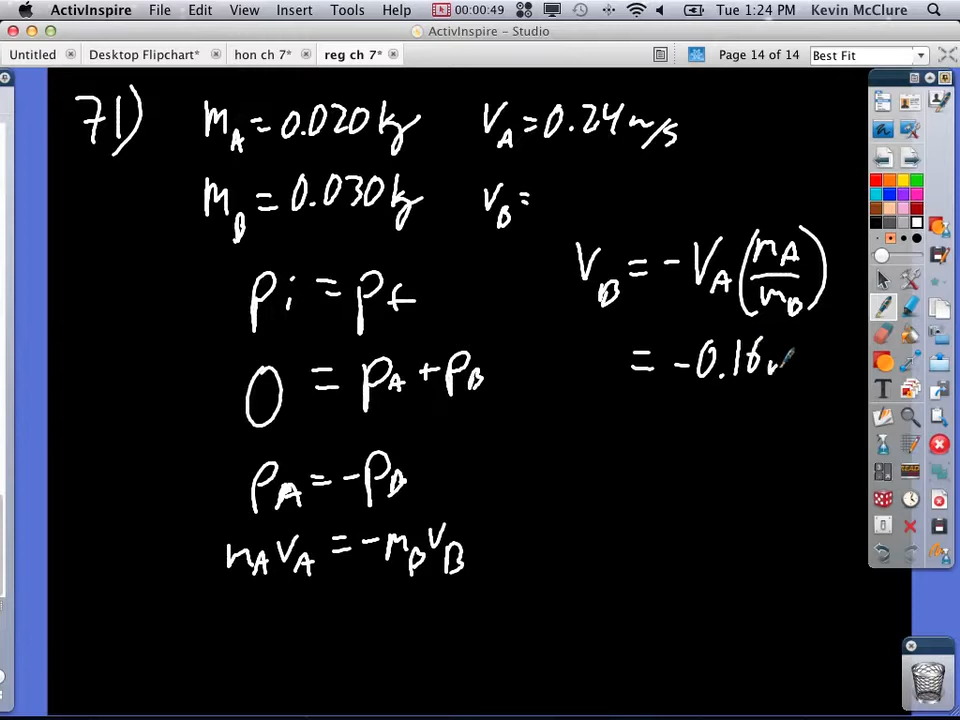 ActivInspire File Edit View Insert Tools Help 00:00:49 Tue 1:24 PM Kevin McClure
ActivInspire - Studio
Untitled Desktop Flipchart* hon ch 7* reg ch 7* Page 14 of 14 Best Fit
71) mA = 0.020 kg VA = 0.24 m/s
mB = 0.030 kg VB =
VB = -VA (mA/mB)
pi = pf
= -0.16 m
0 = pA + pB
pA = -pB
mAVA = -mBVB